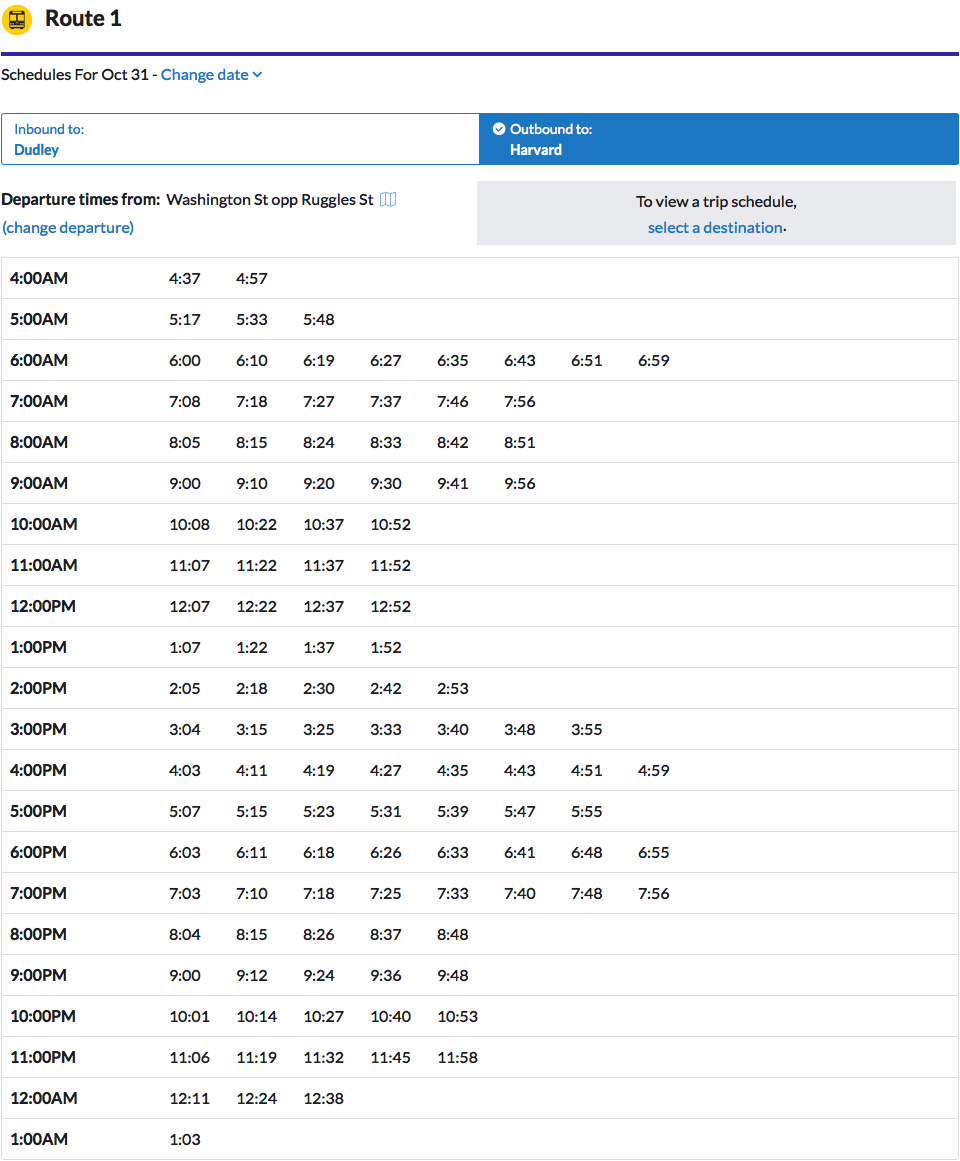 Route 1
Schedules For Oct 31 - Change date
Inbound to:
Dudley
Outbound to:
Harvard
Departure times from: Washington St opp Ruggles St
(change departure)
To view a trip schedule,
select a destination.
4:00AM 4:37 4:57
5:00AM 5:17 5:33 5:48
6:00AM 6:00 6:10 6:19 6:27 6:35 6:43 6:51 6:59
7:00AM 7:08 7:18 7:27 7:37 7:46 7:56
8:00AM 8:05 8:15 8:24 8:33 8:42 8:51
9:00AM 9:00 9:10 9:20 9:30 9:41 9:56
10:00AM 10:08 10:22 10:37 10:52
11:00AM 11:07 11:22 11:37 11:52
12:00PM 12:07 12:22 12:37 12:52
1:00PM 1:07 1:22 1:37 1:52
2:00PM 2:05 2:18 2:30 2:42 2:53
3:00PM 3:04 3:15 3:25 3:33 3:40 3:48 3:55
4:00PM 4:03 4:11 4:19 4:27 4:35 4:43 4:51 4:59
5:00PM 5:07 5:15 5:23 5:31 5:39 5:47 5:55
6:00PM 6:03 6:11 6:18 6:26 6:33 6:41 6:48 6:55
7:00PM 7:03 7:10 7:18 7:25 7:33 7:40 7:48 7:56
8:00PM 8:04 8:15 8:26 8:37 8:48
9:00PM 9:00 9:12 9:24 9:36 9:48
10:00PM 10:01 10:14 10:27 10:40 10:53
11:00PM 11:06 11:19 11:32 11:45 11:58
12:00AM 12:11 12:24 12:38
1:00AM 1:03